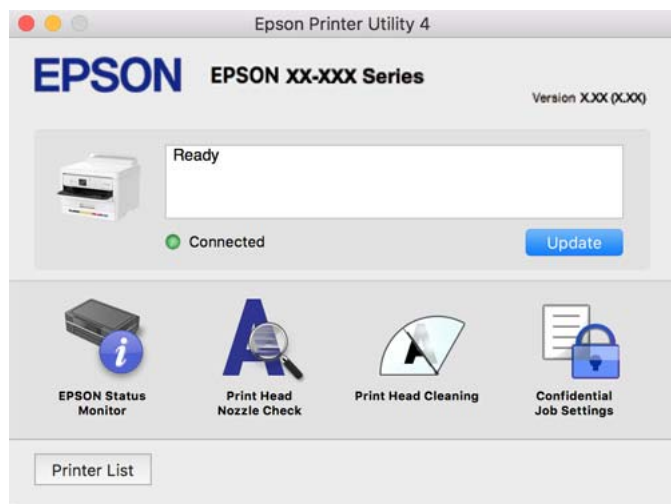 Epson Printer Utility 4
EPSON
EPSON XX-XXX Series
Version X.XX (X.XX)
Ready
Connected
Update
EPSON Status
Monitor
Print Head
Nozzle Check
Print Head Cleaning
Confidential
Job Settings
Printer List